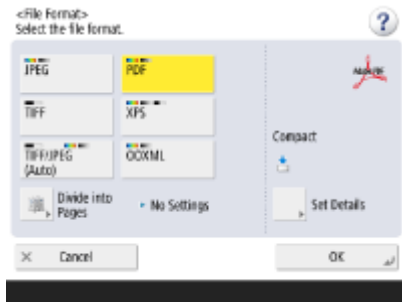 <File Format>
Select the file format.
?
JPEG
PDF
TIFF
XPS
TIFF/JPEG
(Auto)
OOXML
Compact
Divide into
Pages
No Settings
Set Details
× Cancel
OK